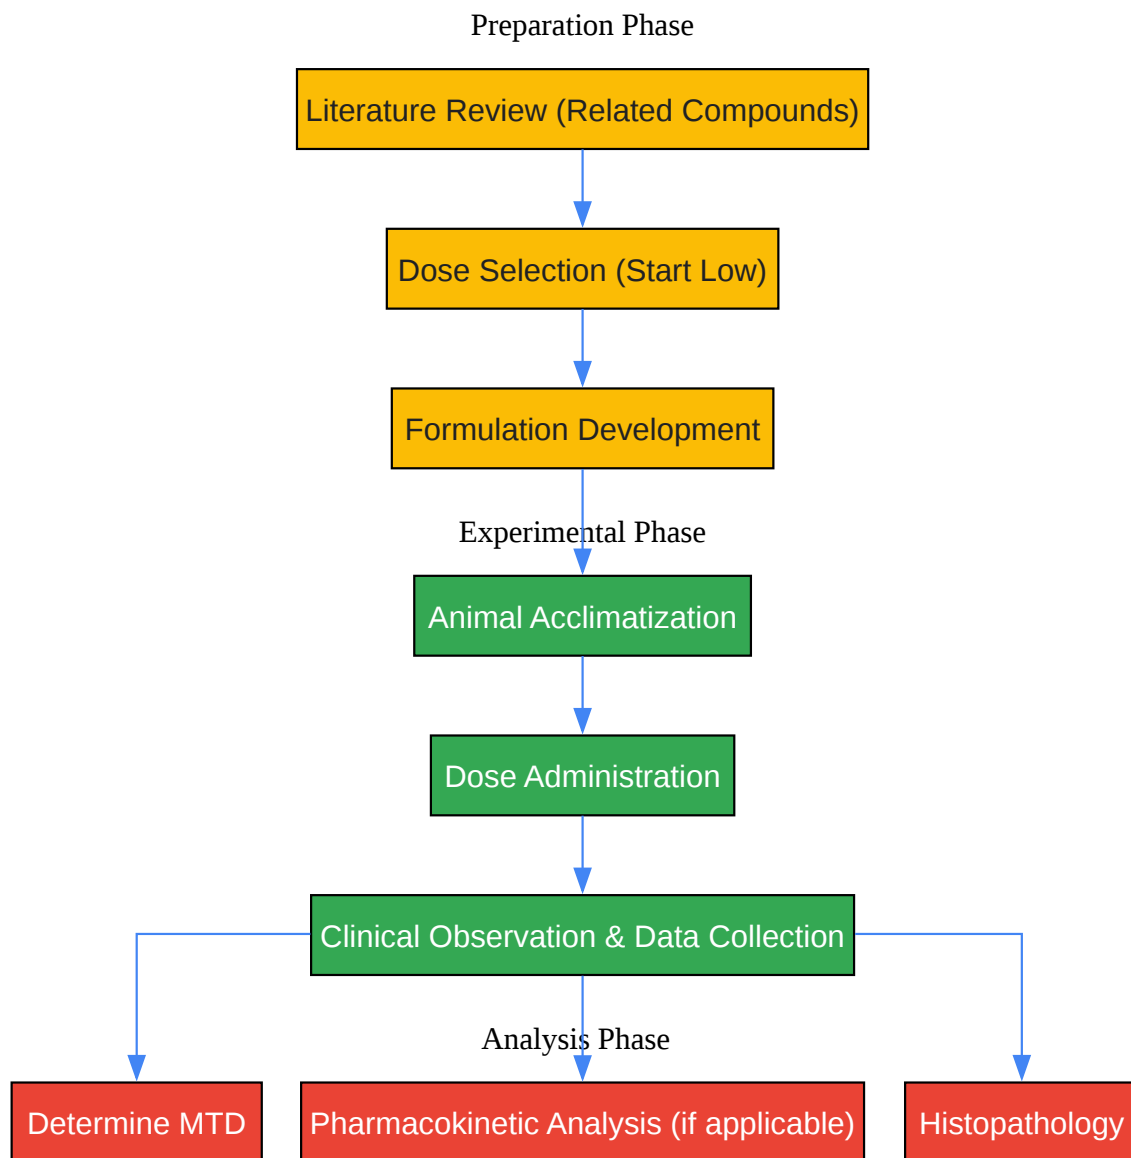 Preparation Phase
Literature Review (Related Compounds)
Dose Selection (Start Low)
Formulation Development
Experimental Phase
Animal Acclimatization
Dose Administration
Clinical Observation & Data Collection
Analysis Phase
Determine MTD
Pharmacokinetic Analysis (if applicable)
Histopathology